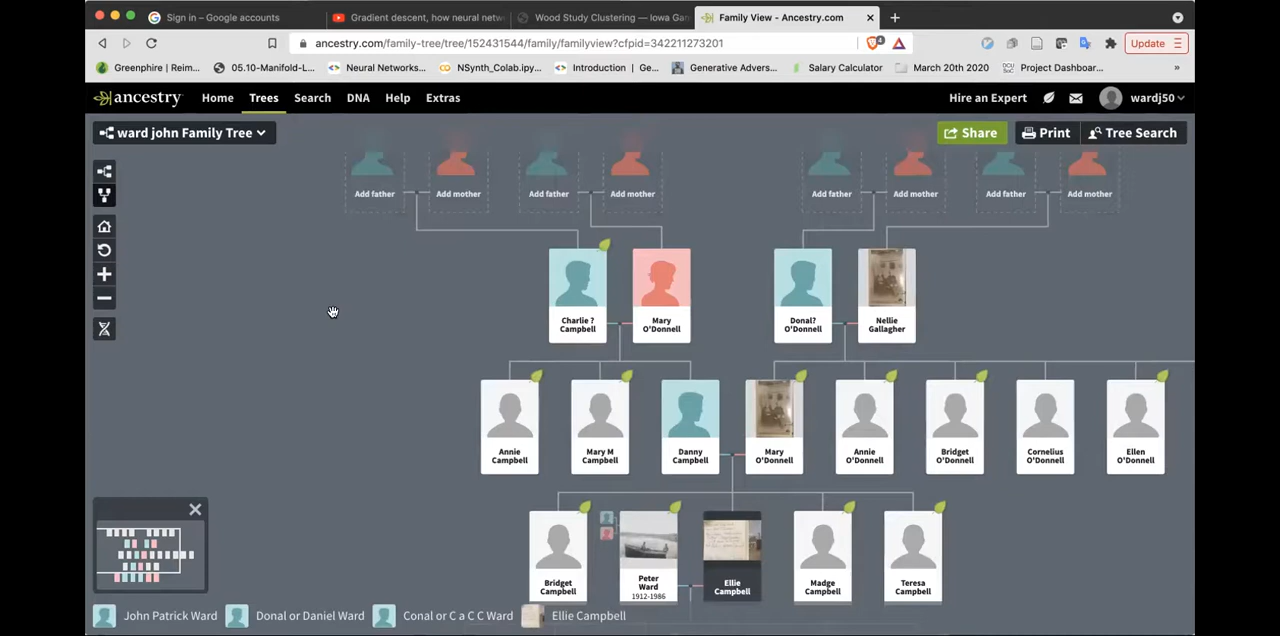 Sign in – Google accounts
Gradient descent, how neural netw
Wood Study Clustering — Iowa Gam
Family View - Ancestry.com
ancestry.com/family-tree/tree/152431544/family/familyview?cfpid=342211273201
Update
Greenphire | Reim...
05.10-Manifold-L...
Neural Networks...
NSynth_Colab.ipy...
Introduction | Ge...
Generative Advers...
Salary Calculator
March 20th 2020
Project Dashboar...
»
ancestry
Home
Trees
Search
DNA
Help
Extras
Hire an Expert
wardj50
ward john Family Tree
Share
Print
Tree Search
Add father
Add mother
Add father
Add mother
Add father
Add mother
Add father
Add mother
Charlie ?
Campbell
Mary
O'Donnell
Donal?
O'Donnell
Nellie
Gallagher
Annie
Campbell
Mary M
Campbell
Danny
Campbell
Mary
O'Donnell
Annie
O'Donnell
Bridget
O'Donnell
Cornelius
O'Donnell
Ellen
O'Donnell
Bridget
Campbell
Peter
Ward
1912-1986
Ellie
Campbell
Madge
Campbell
Teresa
Campbell
John Patrick Ward
Donal or Daniel Ward
Conal or C a C C Ward
Ellie Campbell